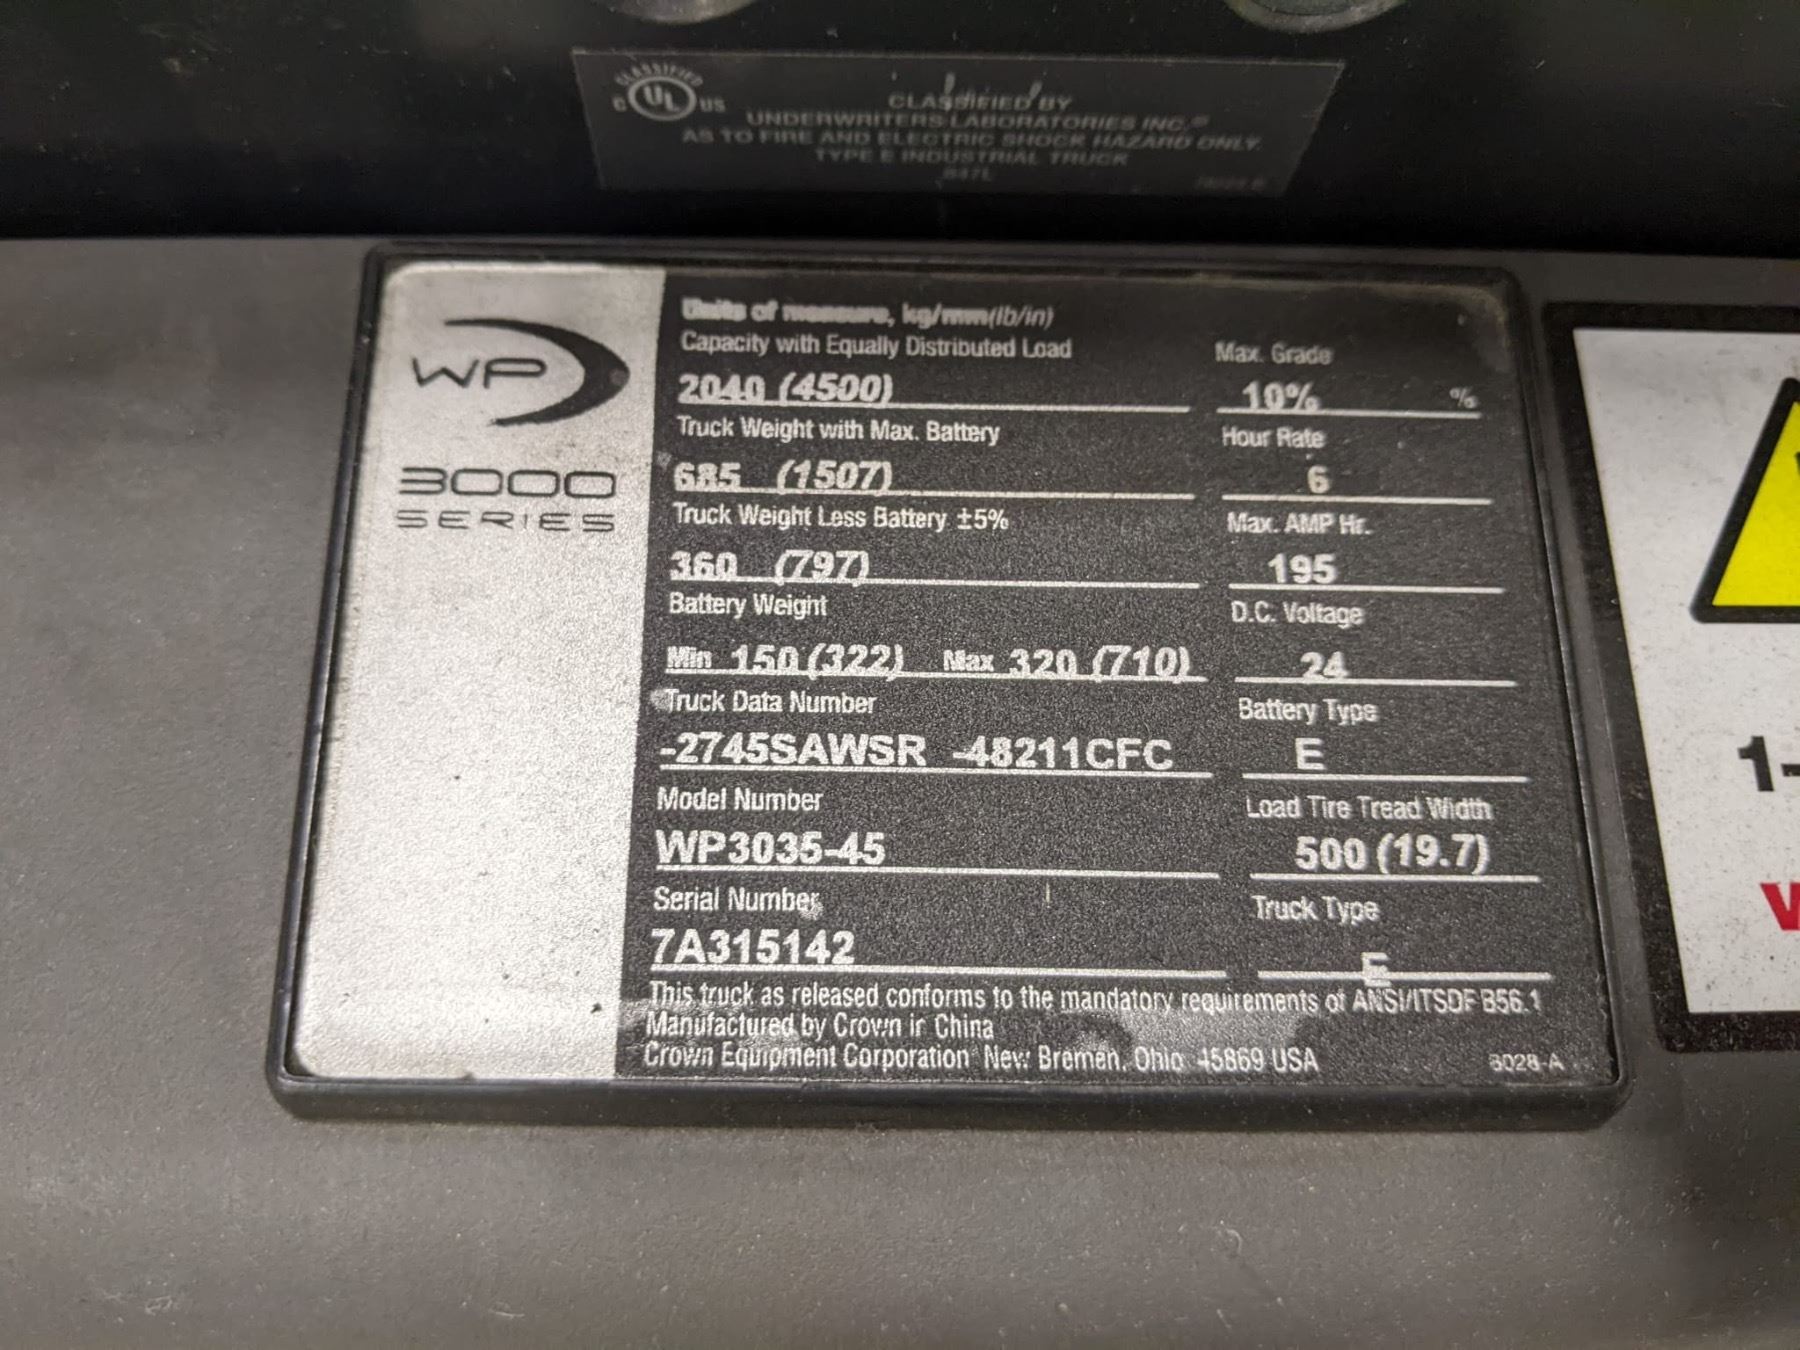 CLASSIFIED
C UL US
CLASSIFIED BY
UNDERWRITERS LABORATORIES INC.®
AS TO FIRE AND ELECTRIC SHOCK HAZARD ONLY.
TYPE E INDUSTRIAL TRUCK
847L
WP
3000
SERIES
Units of measure, kg/mm(lb/in)
Capacity with Equally Distributed Load
2040 (4500)
Truck Weight with Max. Battery
685 (1507)
Truck Weight Less Battery ±5%
360 (797)
Battery Weight
Min 150 (322) Max 320 (710)
Truck Data Number
-2745SAWSR -48211CFC
Model Number
WP3035-45
Serial Number
7A315142
Max. Grade
10% %
Hour Rate
6
Max. AMP Hr.
195
D.C. Voltage
24
Battery Type
E
Load Tire Tread Width
500 (19.7)
Truck Type
E
This truck as released conforms to the mandatory requirements of ANSI/ITSDF B56.1
Manufactured by Crown in China
Crown Equipment Corporation New Bremen, Ohio 45869 USA
3028-A
1-